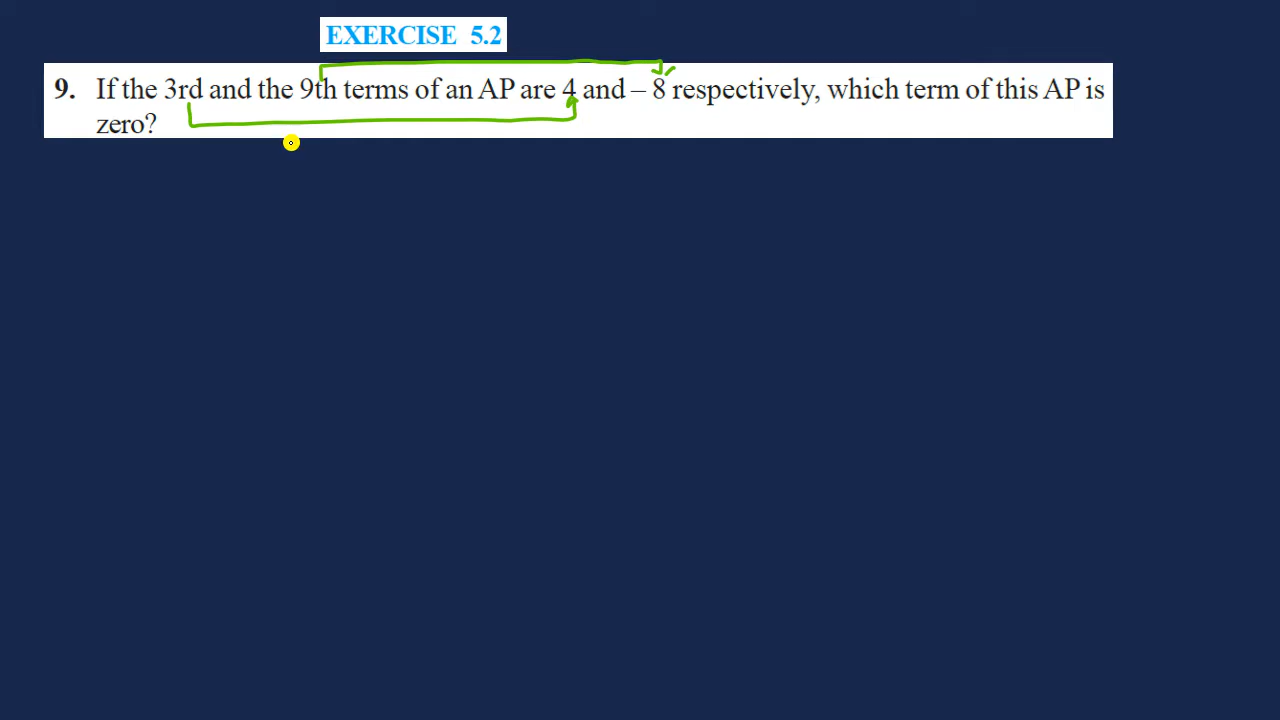 EXERCISE 5.2
9. If the 3rd and the 9th terms of an AP are 4 and – 8 respectively, which term of this AP is
zero?